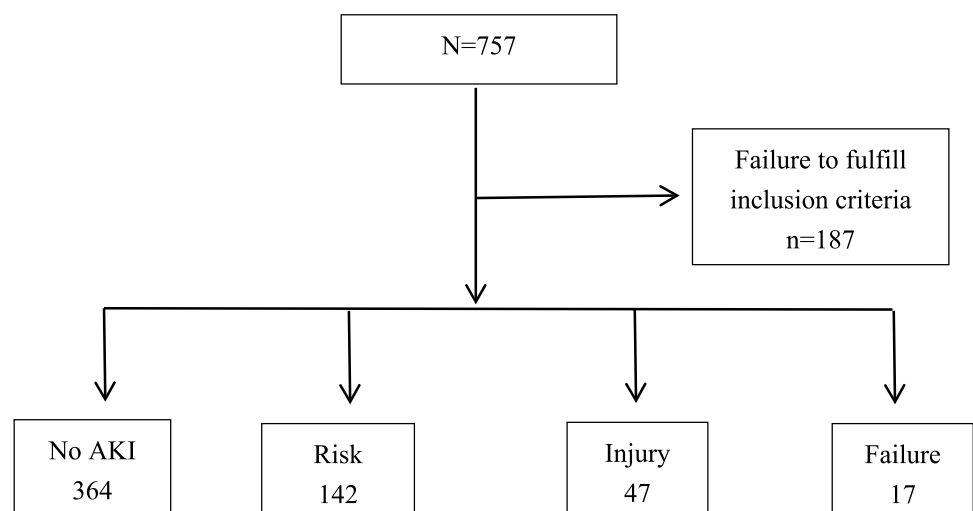 N=757
Failure to fulfill
inclusion criteria
n=187
No AKI
364
Risk
142
Injury
47
Failure
17